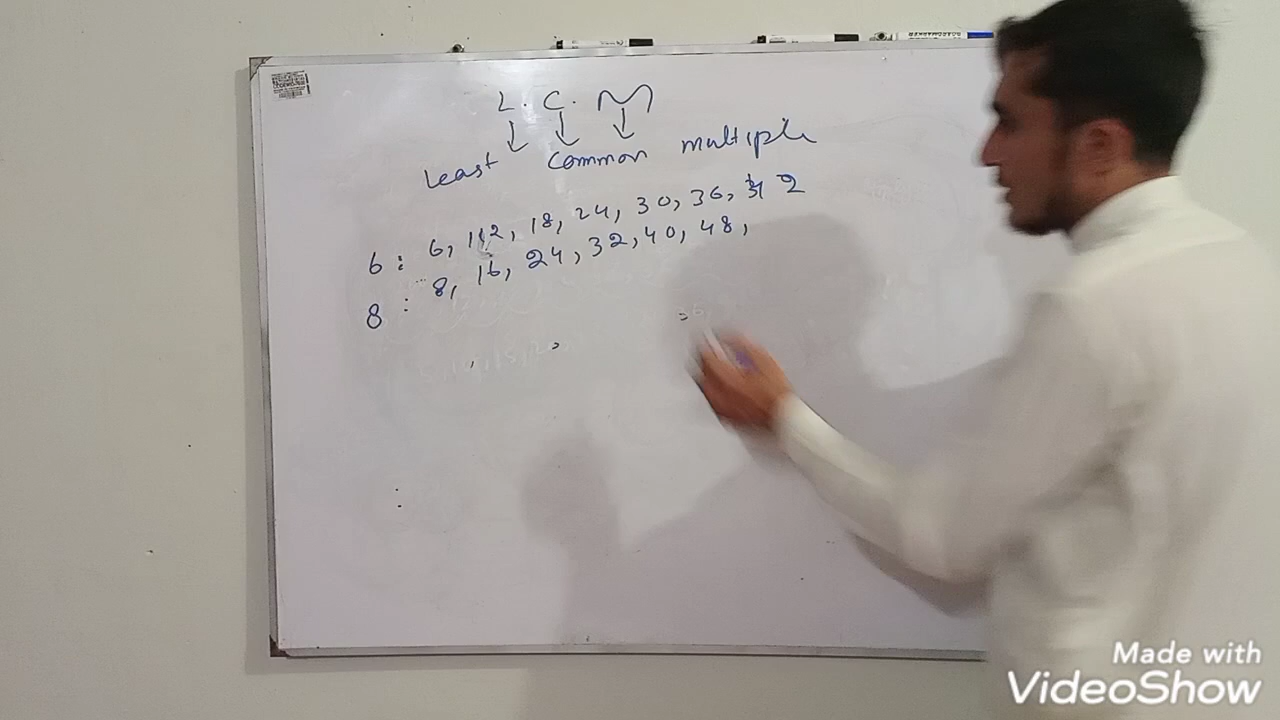 L. C. M
Least common multiple
6: 6, 12, 18, 24, 30, 36,
8: 8, 16, 24, 32, 40, 48,
Made with
VideoShow